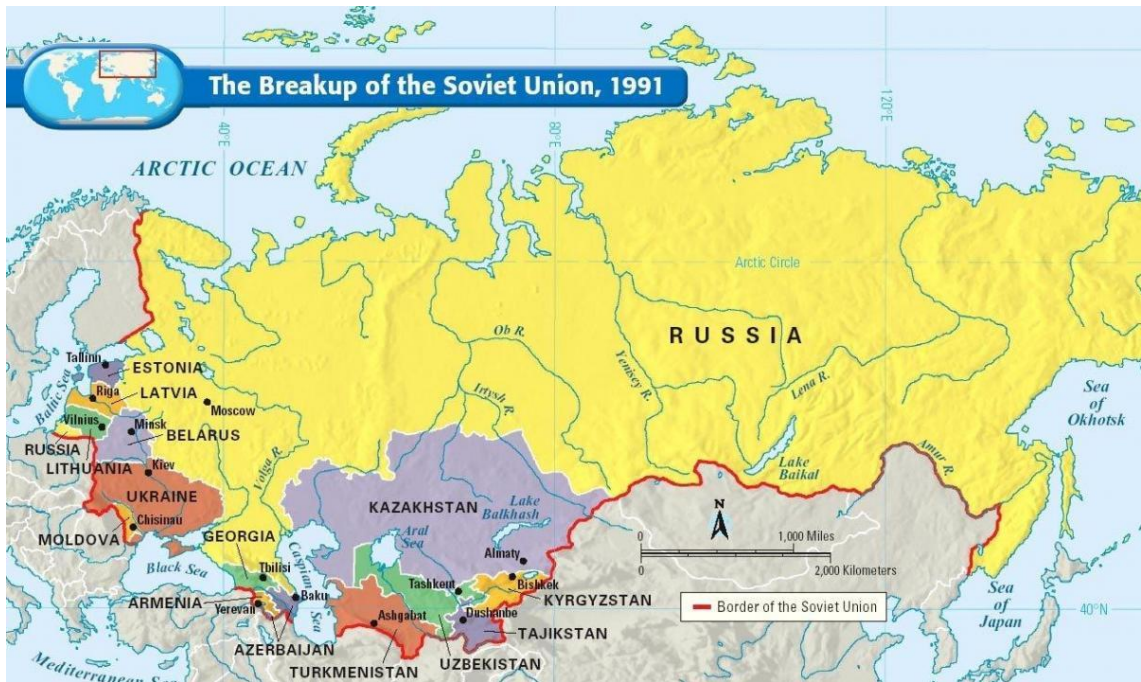 The Breakup of the Soviet Union, 1991
40°E
80°E
120°E
ARCTIC OCEAN
Arctic Circle
RUSSIA
Ob R.
Yenisey R.
Lena R.
Irtysh R.
Tallinn
ESTONIA
Baltic Sea
Riga
LATVIA
Moscow
Sea
of
Okhotsk
Vilnius
Minsk
BELARUS
RUSSIA
LITHUANIA
Kiev
Volga R.
Lake
Baikal
Amur R.
UKRAINE
KAZAKHSTAN
Lake
Balkhash
N
Chisinau
MOLDOVA
GEORGIA
Aral
Sea
Almaty
0
1,000 Miles
0
2,000 Kilometers
Black Sea
Tbilisi
Caspian Sea
Tashkent
Bishkek
KYRGYZSTAN
ARMENIA
Yerevan
Baku
Ashgabat
Dushanbe
Border of the Soviet Union
Sea
of
Japan
40°N
TAJIKSTAN
AZERBAIJAN
UZBEKISTAN
TURKMENISTAN
Mediterranean